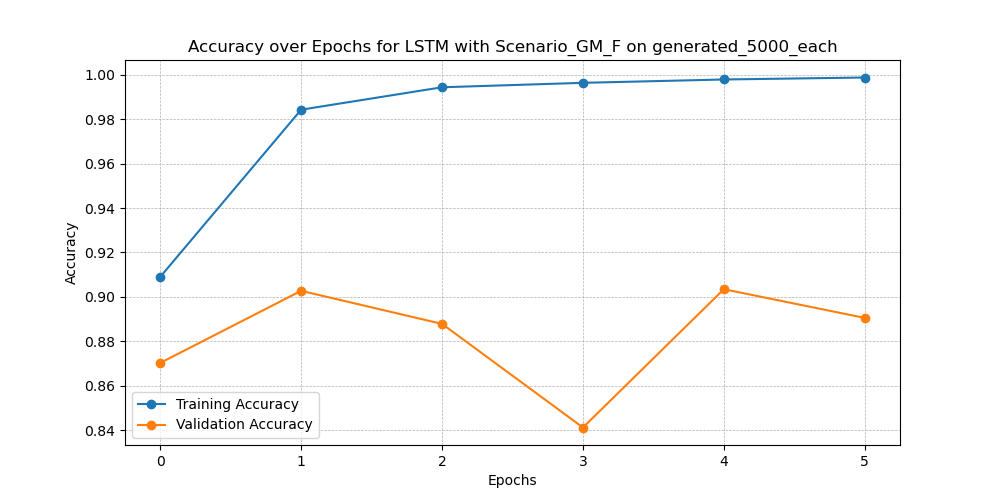 Accuracy over Epochs for LSTM with Scenario_GM_F on generated_5000_each
Accuracy
1.00
0.98
0.96
0.94
0.92
0.90
0.88
0.86
0.84
Training Accuracy
Validation Accuracy
0 1 2 3 4 5
Epochs